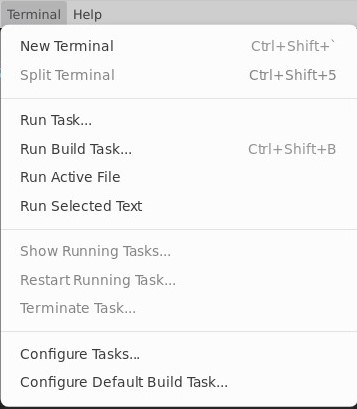 Terminal Help
New Terminal Ctrl+Shift+`
Split Terminal Ctrl+Shift+5
Run Task...
Run Build Task... Ctrl+Shift+B
Run Active File
Run Selected Text
Show Running Tasks...
Restart Running Task...
Terminate Task...
Configure Tasks...
Configure Default Build Task...